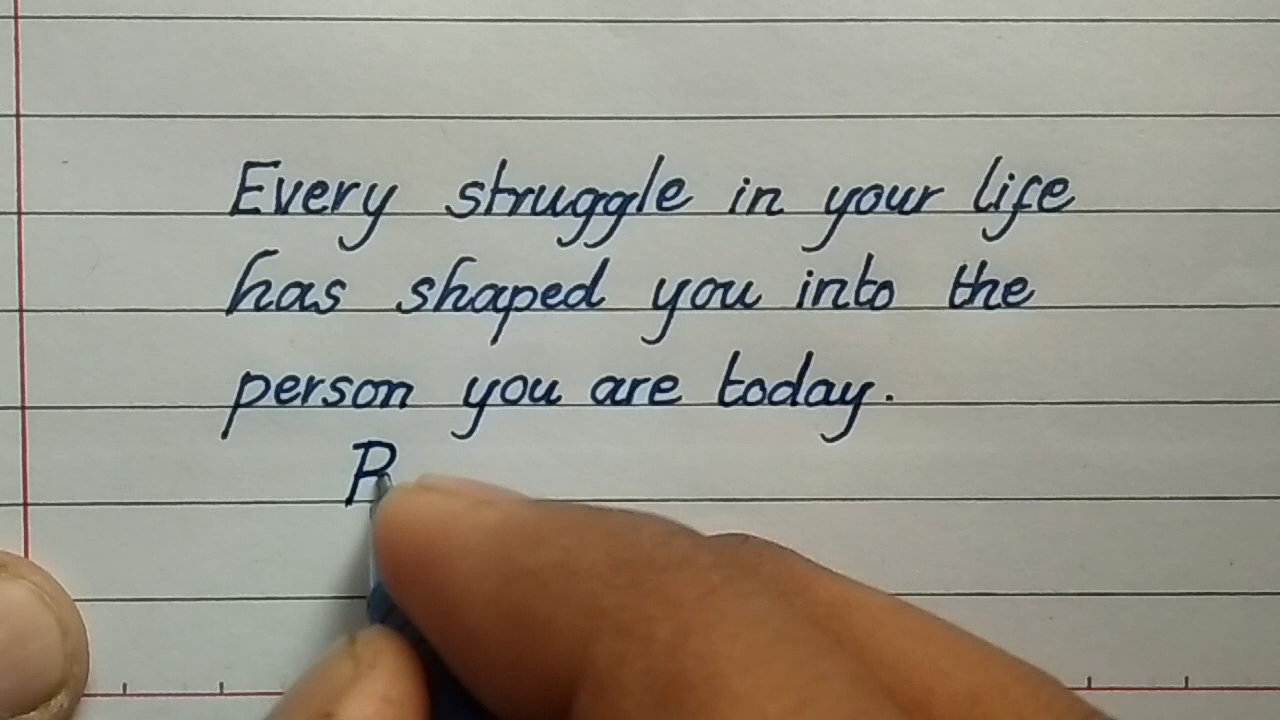 Every struggle in your life
has shaped you into the
person you are today.